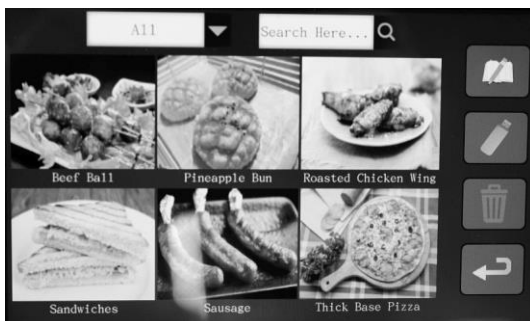 All
Search Here...
Beef Ball
Pineapple Bun
Roasted Chicken Wing
Sandwiches
Sausage
Thick Base Pizza